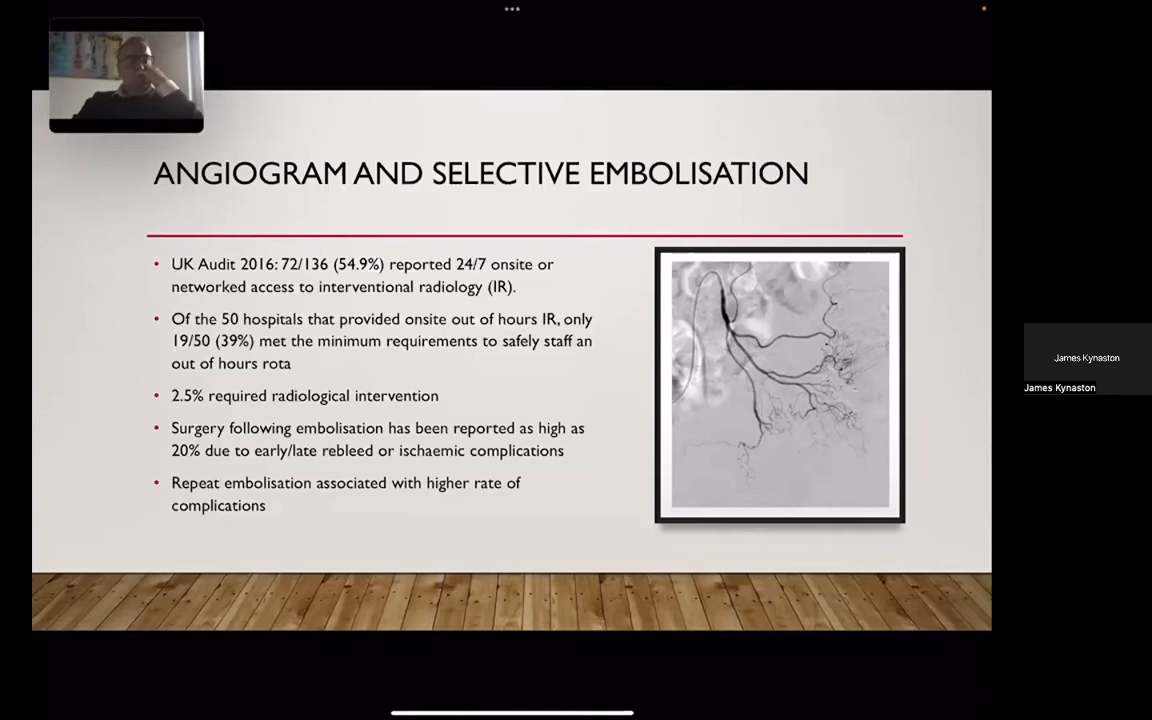 ANGIOGRAM AND SELECTIVE EMBOLISATION
• UK Audit 2016: 72/136 (54.9%) reported 24/7 onsite or
networked access to interventional radiology (IR).
• Of the 50 hospitals that provided onsite out of hours IR, only
19/50 (39%) met the minimum requirements to safely staff an
out of hours rota
• 2.5% required radiological intervention
• Surgery following embolisation has been reported as high as
20% due to early/late rebleed or ischaemic complications
• Repeat embolisation associated with higher rate of
complications
James Kynaston
James Kynaston